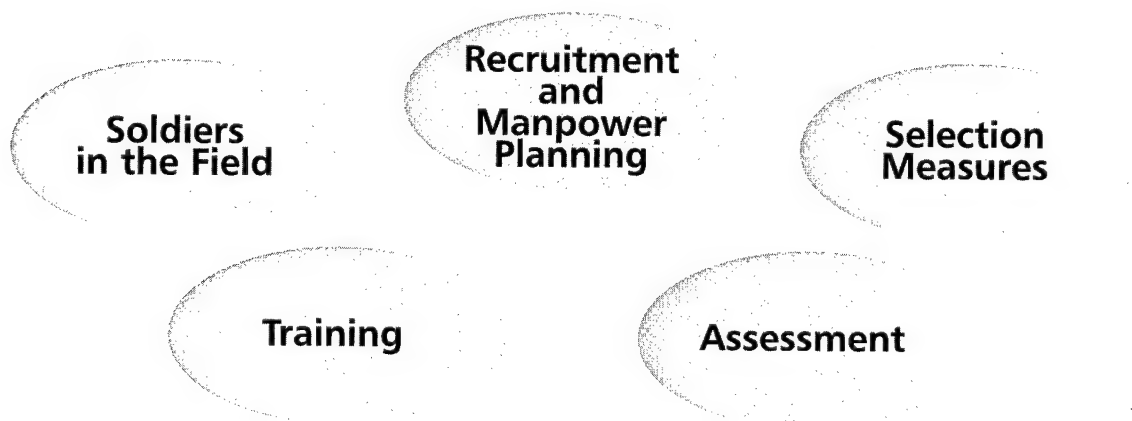 Soldiers
in the Field
Recruitment
and
Manpower
Planning
Selection
Measures
Training
Assessment